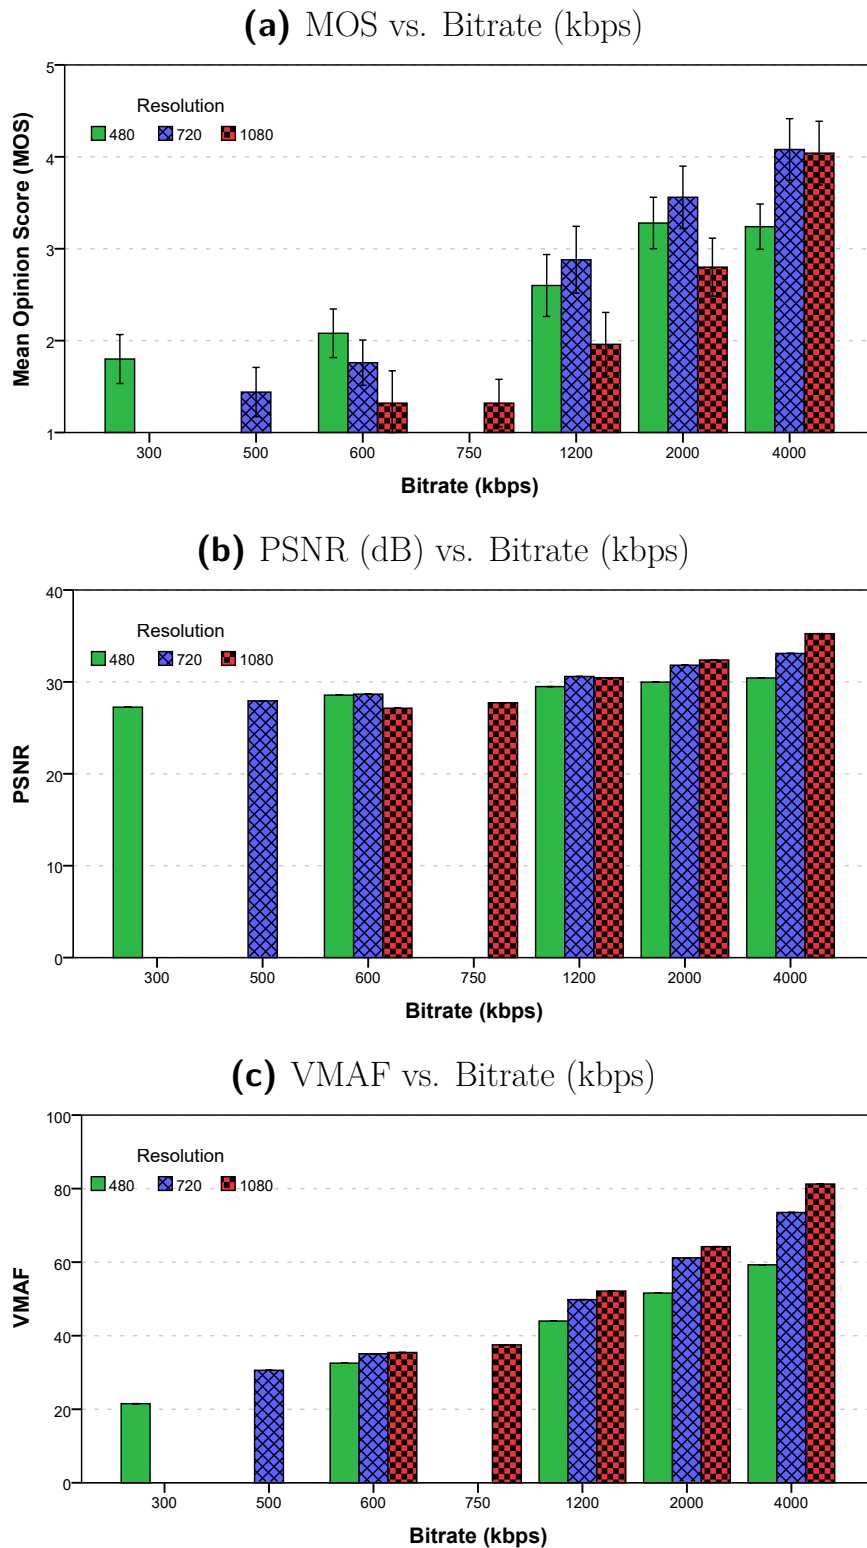 (a) MOS vs. Bitrate (kbps)
5
Resolution
480 720 1080
4
3
2
1
Mean Opinion Score (MOS)
300 500 600 750 1200 2000 4000
Bitrate (kbps)
(b) PSNR (dB) vs. Bitrate (kbps)
40
Resolution
480 720 1080
30
20
10
0
PSNR
300 500 600 750 1200 2000 4000
Bitrate (kbps)
(c) VMAF vs. Bitrate (kbps)
100
Resolution
480 720 1080
80
60
40
20
0
VMAF
300 500 600 750 1200 2000 4000
Bitrate (kbps)